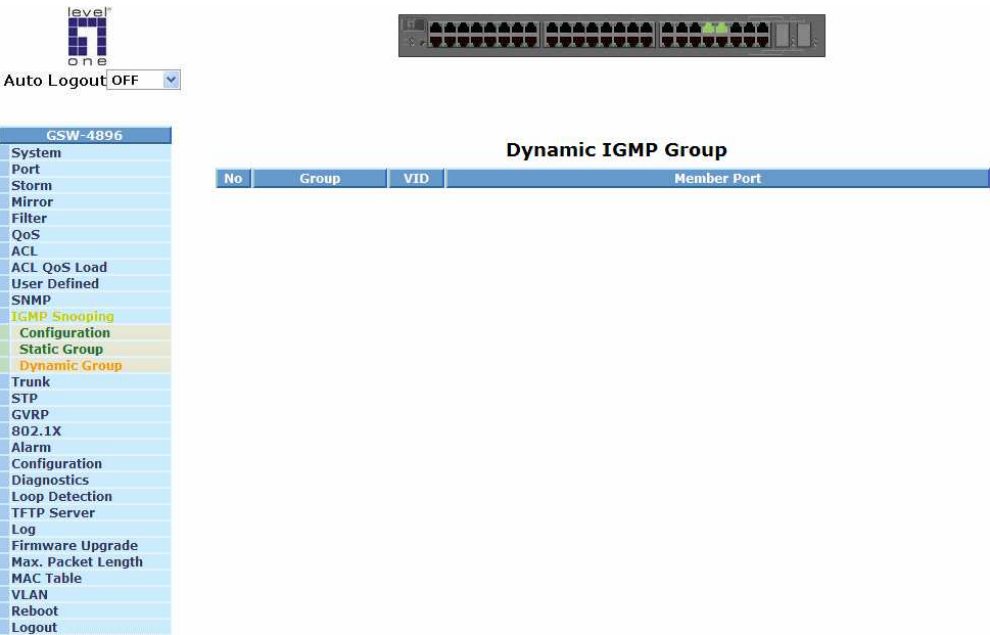 level
one
Auto Logout OFF
GSW-4896
System
Port
Storm
Mirror
Filter
QoS
ACL
ACL QoS Load
User Defined
SNMP
IGMP Snooping
Configuration
Static Group
Dynamic Group
Trunk
STP
GVRP
802.1X
Alarm
Configuration
Diagnostics
Loop Detection
TFTP Server
Log
Firmware Upgrade
Max. Packet Length
MAC Table
VLAN
Reboot
Logout
Dynamic IGMP Group
No Group VID Member Port